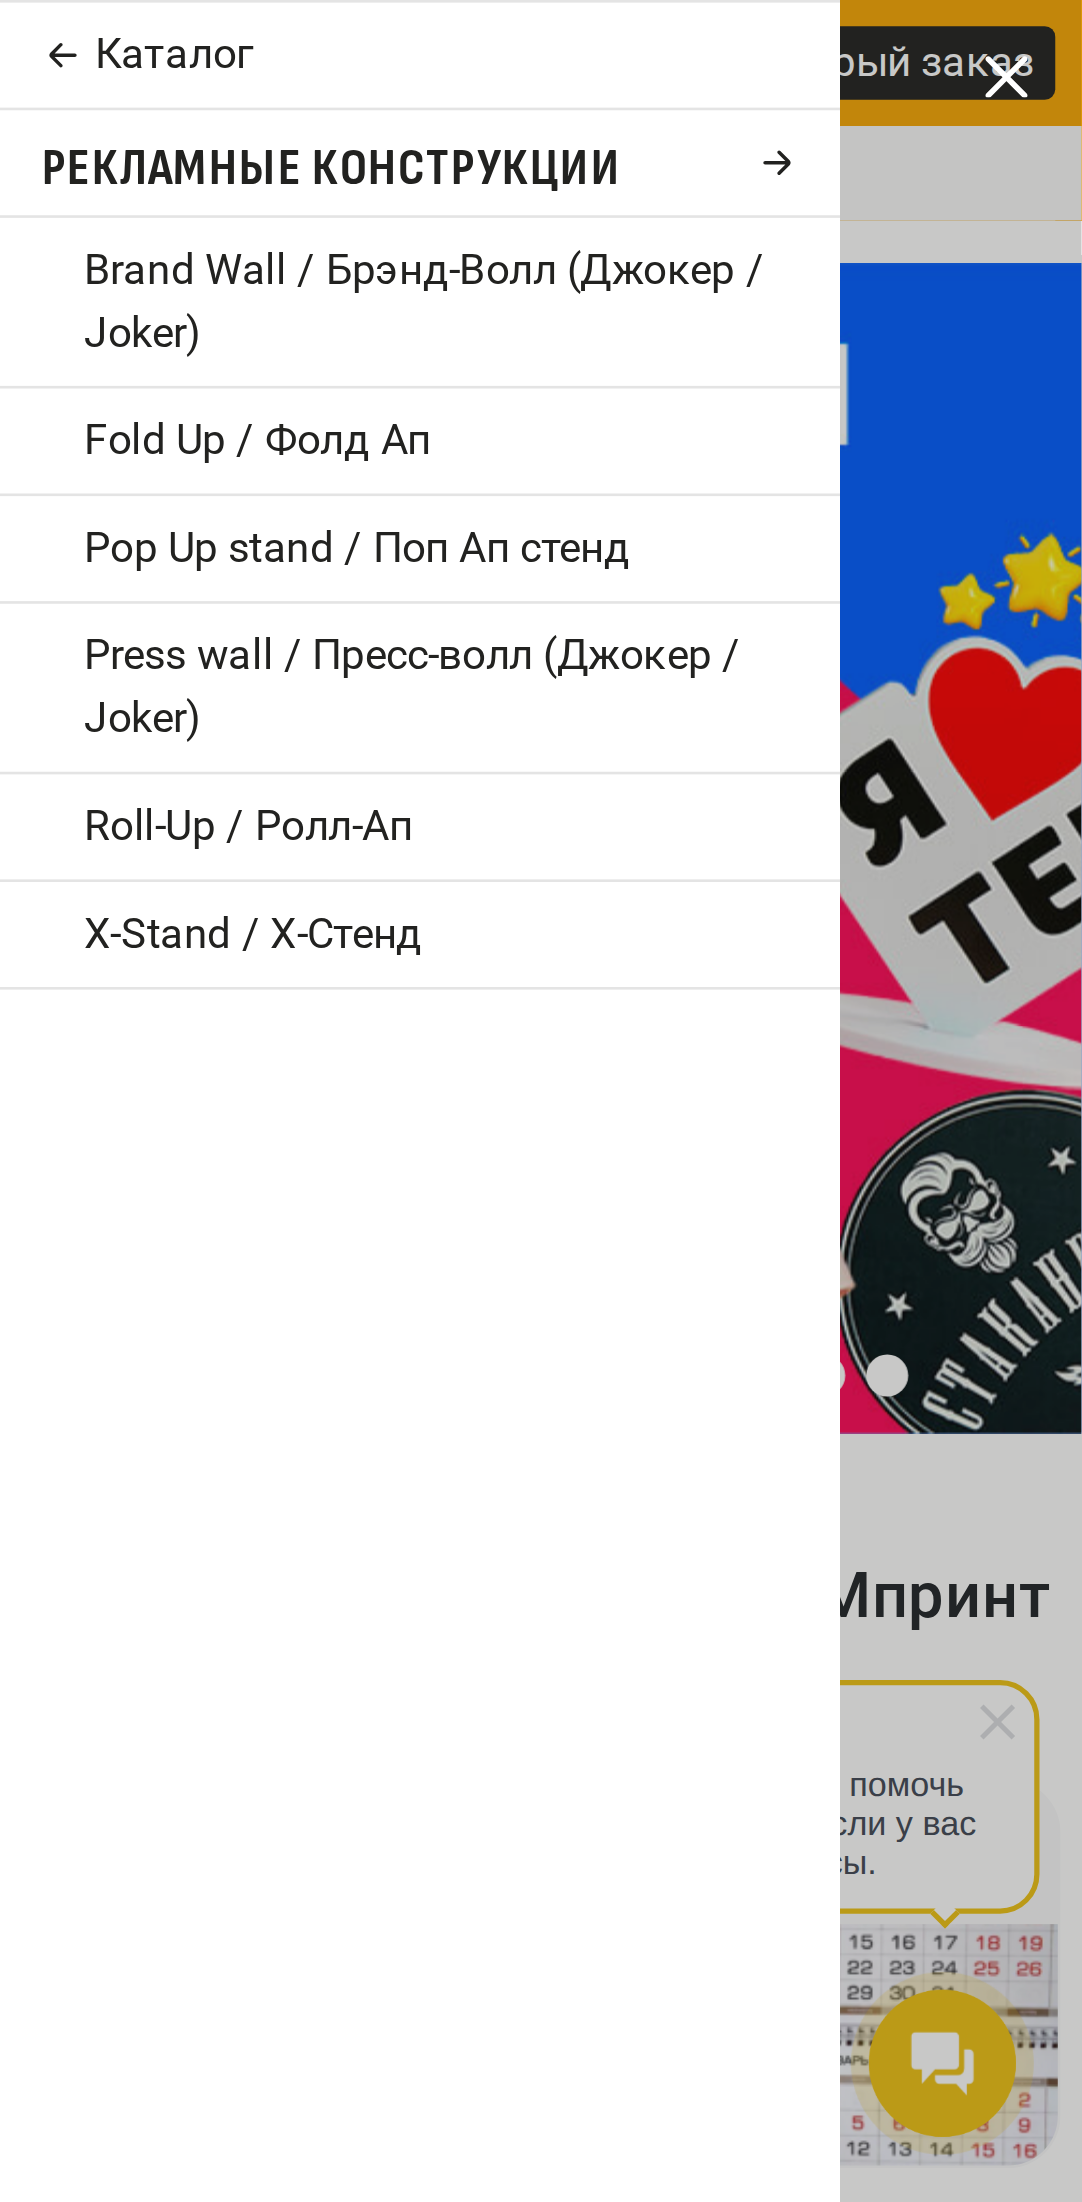 Каталог
рый заказ
РЕКЛАМНЫЕ КОНСТРУКЦИИ
Brand Wall / Брэнд-Волл (Джокер /
Joker)
Fold Up / Фолд Ап
Pop Up stand / Поп Ап стенд
Press wall / Пресс-волл (Джокер /
Joker)
Roll-Up / Ролл-Ап
X-Stand / Х-Стенд
Я
ТЕ
СТАКАН
Мпринт
помочь
сли у вас
сы.
15 16 17 18 19
22 23 24 25 26
29 30
2
5 9
12 13 14 15 16